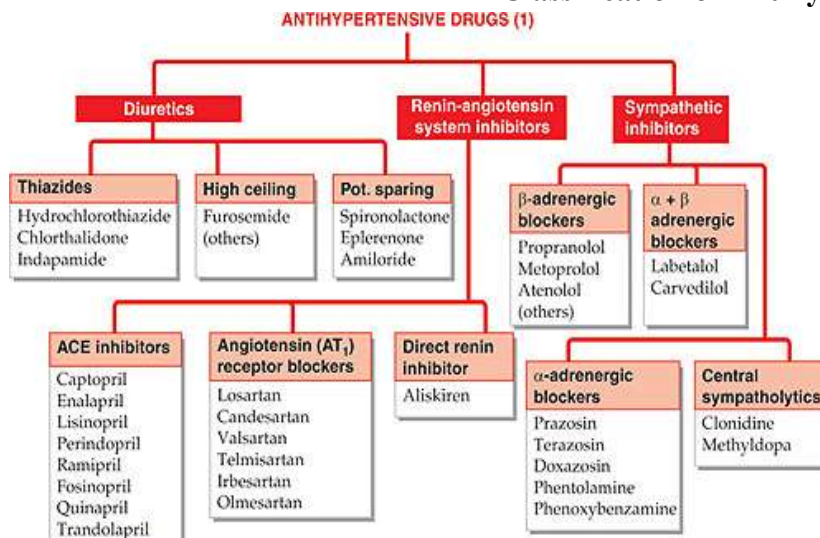 ANTIHYPERTENSIVE DRUGS (1)
Diuretics
Renin-angiotensin
system inhibitors
Sympathetic
inhibitors
Thiazides
Hydrochlorothiazide
Chlorthalidone
Indapamide
High ceiling
Furosemide
(others)
Pot. sparing
Spironolactone
Eplerenone
Amiloride
β-adrenergic
blockers
Propranolol
Metoprolol
Atenolol
(others)
α + β
adrenergic
blockers
Labetalol
Carvedilol
ACE inhibitors
Captopril
Enalapril
Lisinopril
Perindopril
Ramipril
Fosinopril
Quinapril
Trandolapril
Angiotensin (AT₁)
receptor blockers
Losartan
Candesartan
Valsartan
Telmisartan
Irbesartan
Olmesartan
Direct renin
inhibitor
Aliskiren
α-adrenergic
blockers
Prazosin
Terazosin
Doxazosin
Phentolamine
Phenoxybenzamine
Central
sympatholytics
Clonidine
Methyldopa